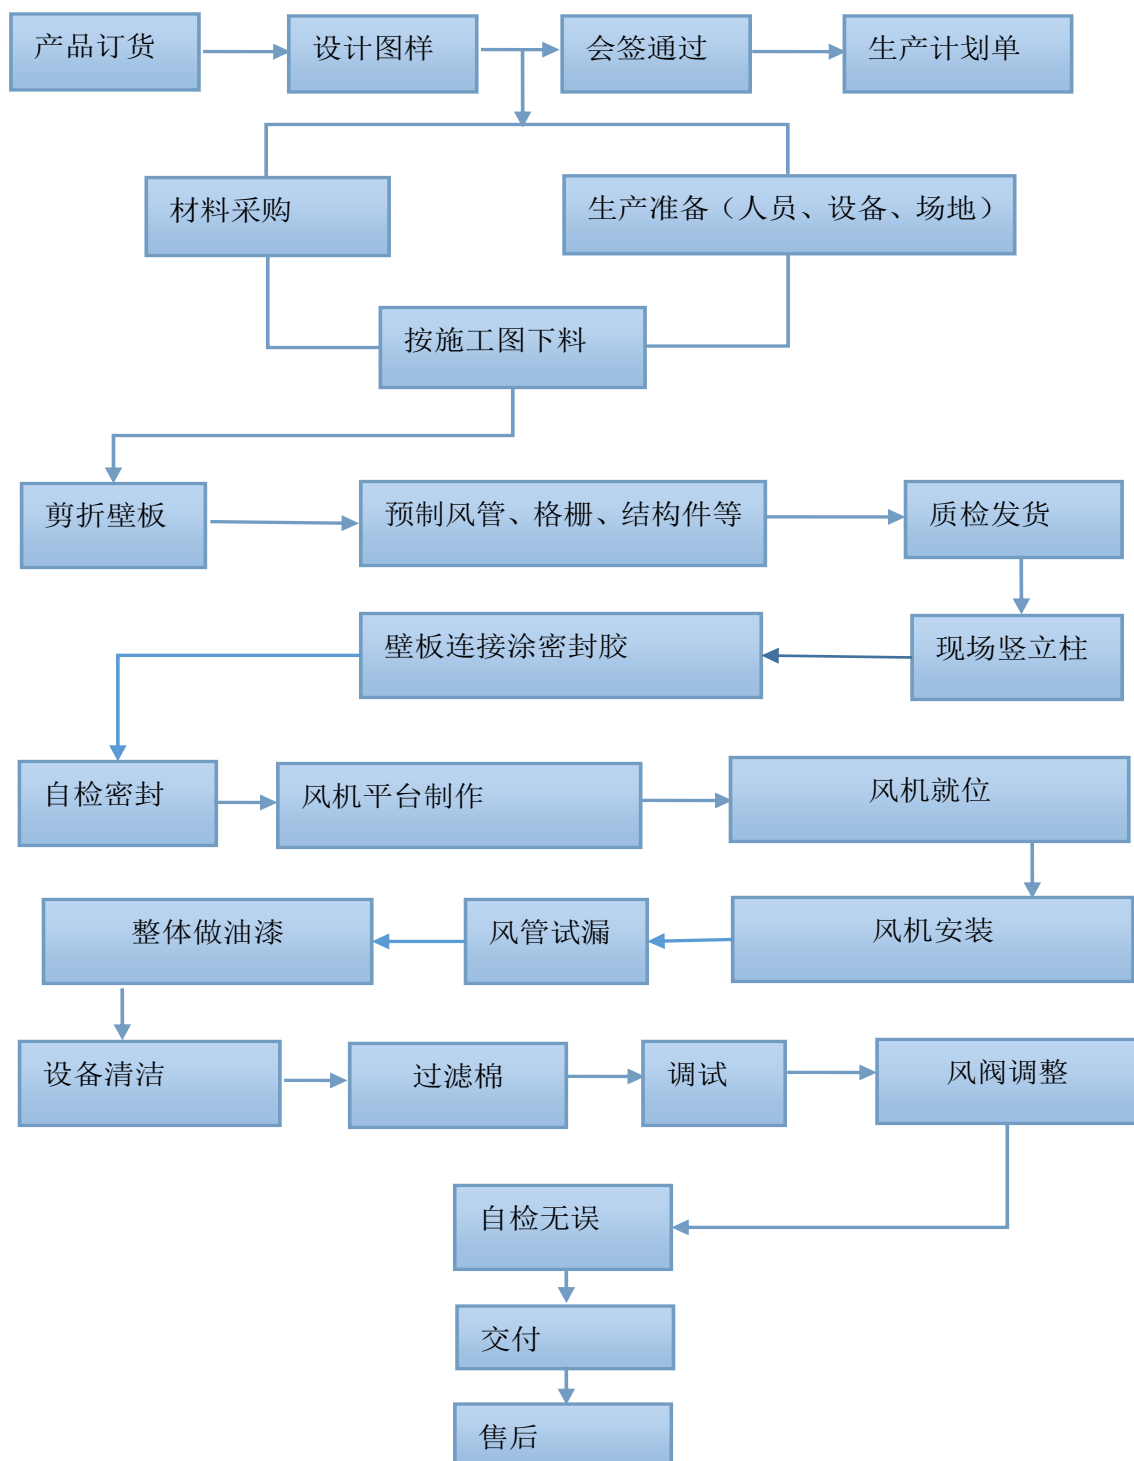 产品订货
设计图样
会签通过
生产计划单
材料采购
生产准备（人员、设备、场地）
按施工图下料
剪折壁板
预制风管、格栅、结构件等
质检发货
现场竖立柱
壁板连接涂密封胶
自检密封
风机平台制作
风机就位
风机安装
风管试漏
整体做油漆
设备清洁
过滤棉
调试
风阀调整
自检无误
交付
售后